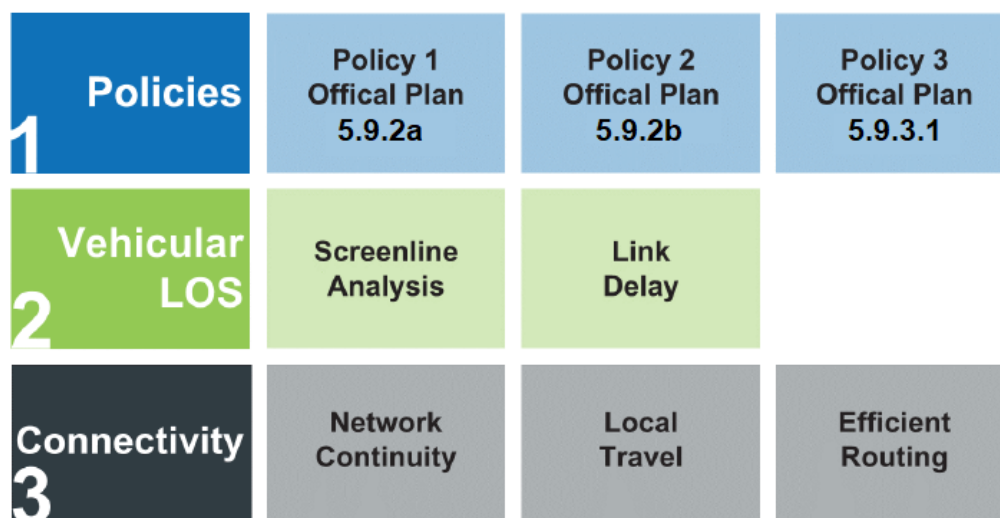 1
Policies
Policy 1
Offical Plan
5.9.2a
Policy 2
Offical Plan
5.9.2b
Policy 3
Offical Plan
5.9.3.1
2
Vehicular
LOS
Screenline
Analysis
Link
Delay
3
Connectivity
Network
Continuity
Local
Travel
Efficient
Routing